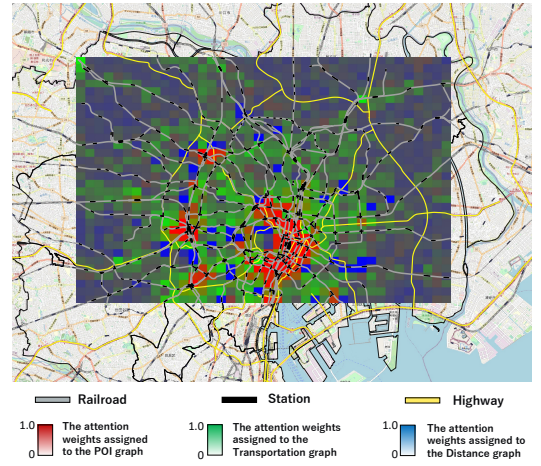 Railroad Station Highway
1.0 The attention 1.0 The attention weights 1.0 The attention
weights assigned assigned to the weights assigned to
0 to the POI graph 0 Transportation graph 0 the Distance graph